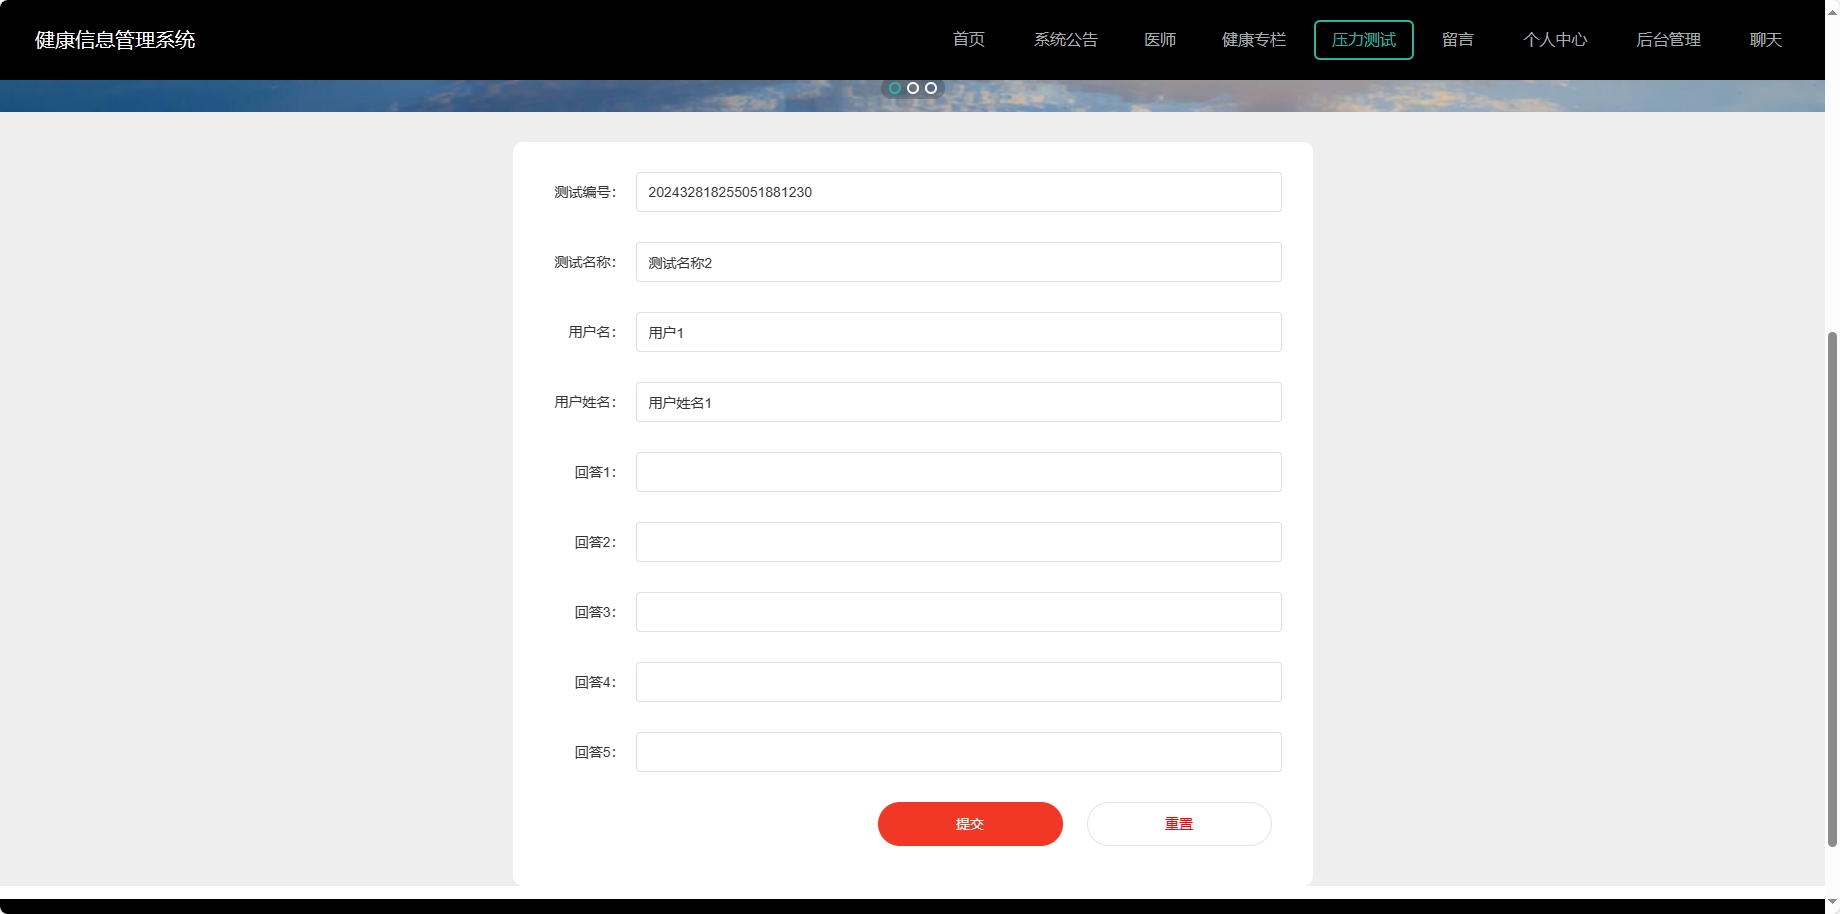 健康信息管理系统
首页 系统公告 医师 健康专栏 压力测试 留言 个人中心 后台管理 聊天
测试编号： 202432818255051881230
测试名称： 测试名称2
用户名： 用户1
用户姓名： 用户姓名1
回答1：
回答2：
回答3：
回答4：
回答5：
提交 重置